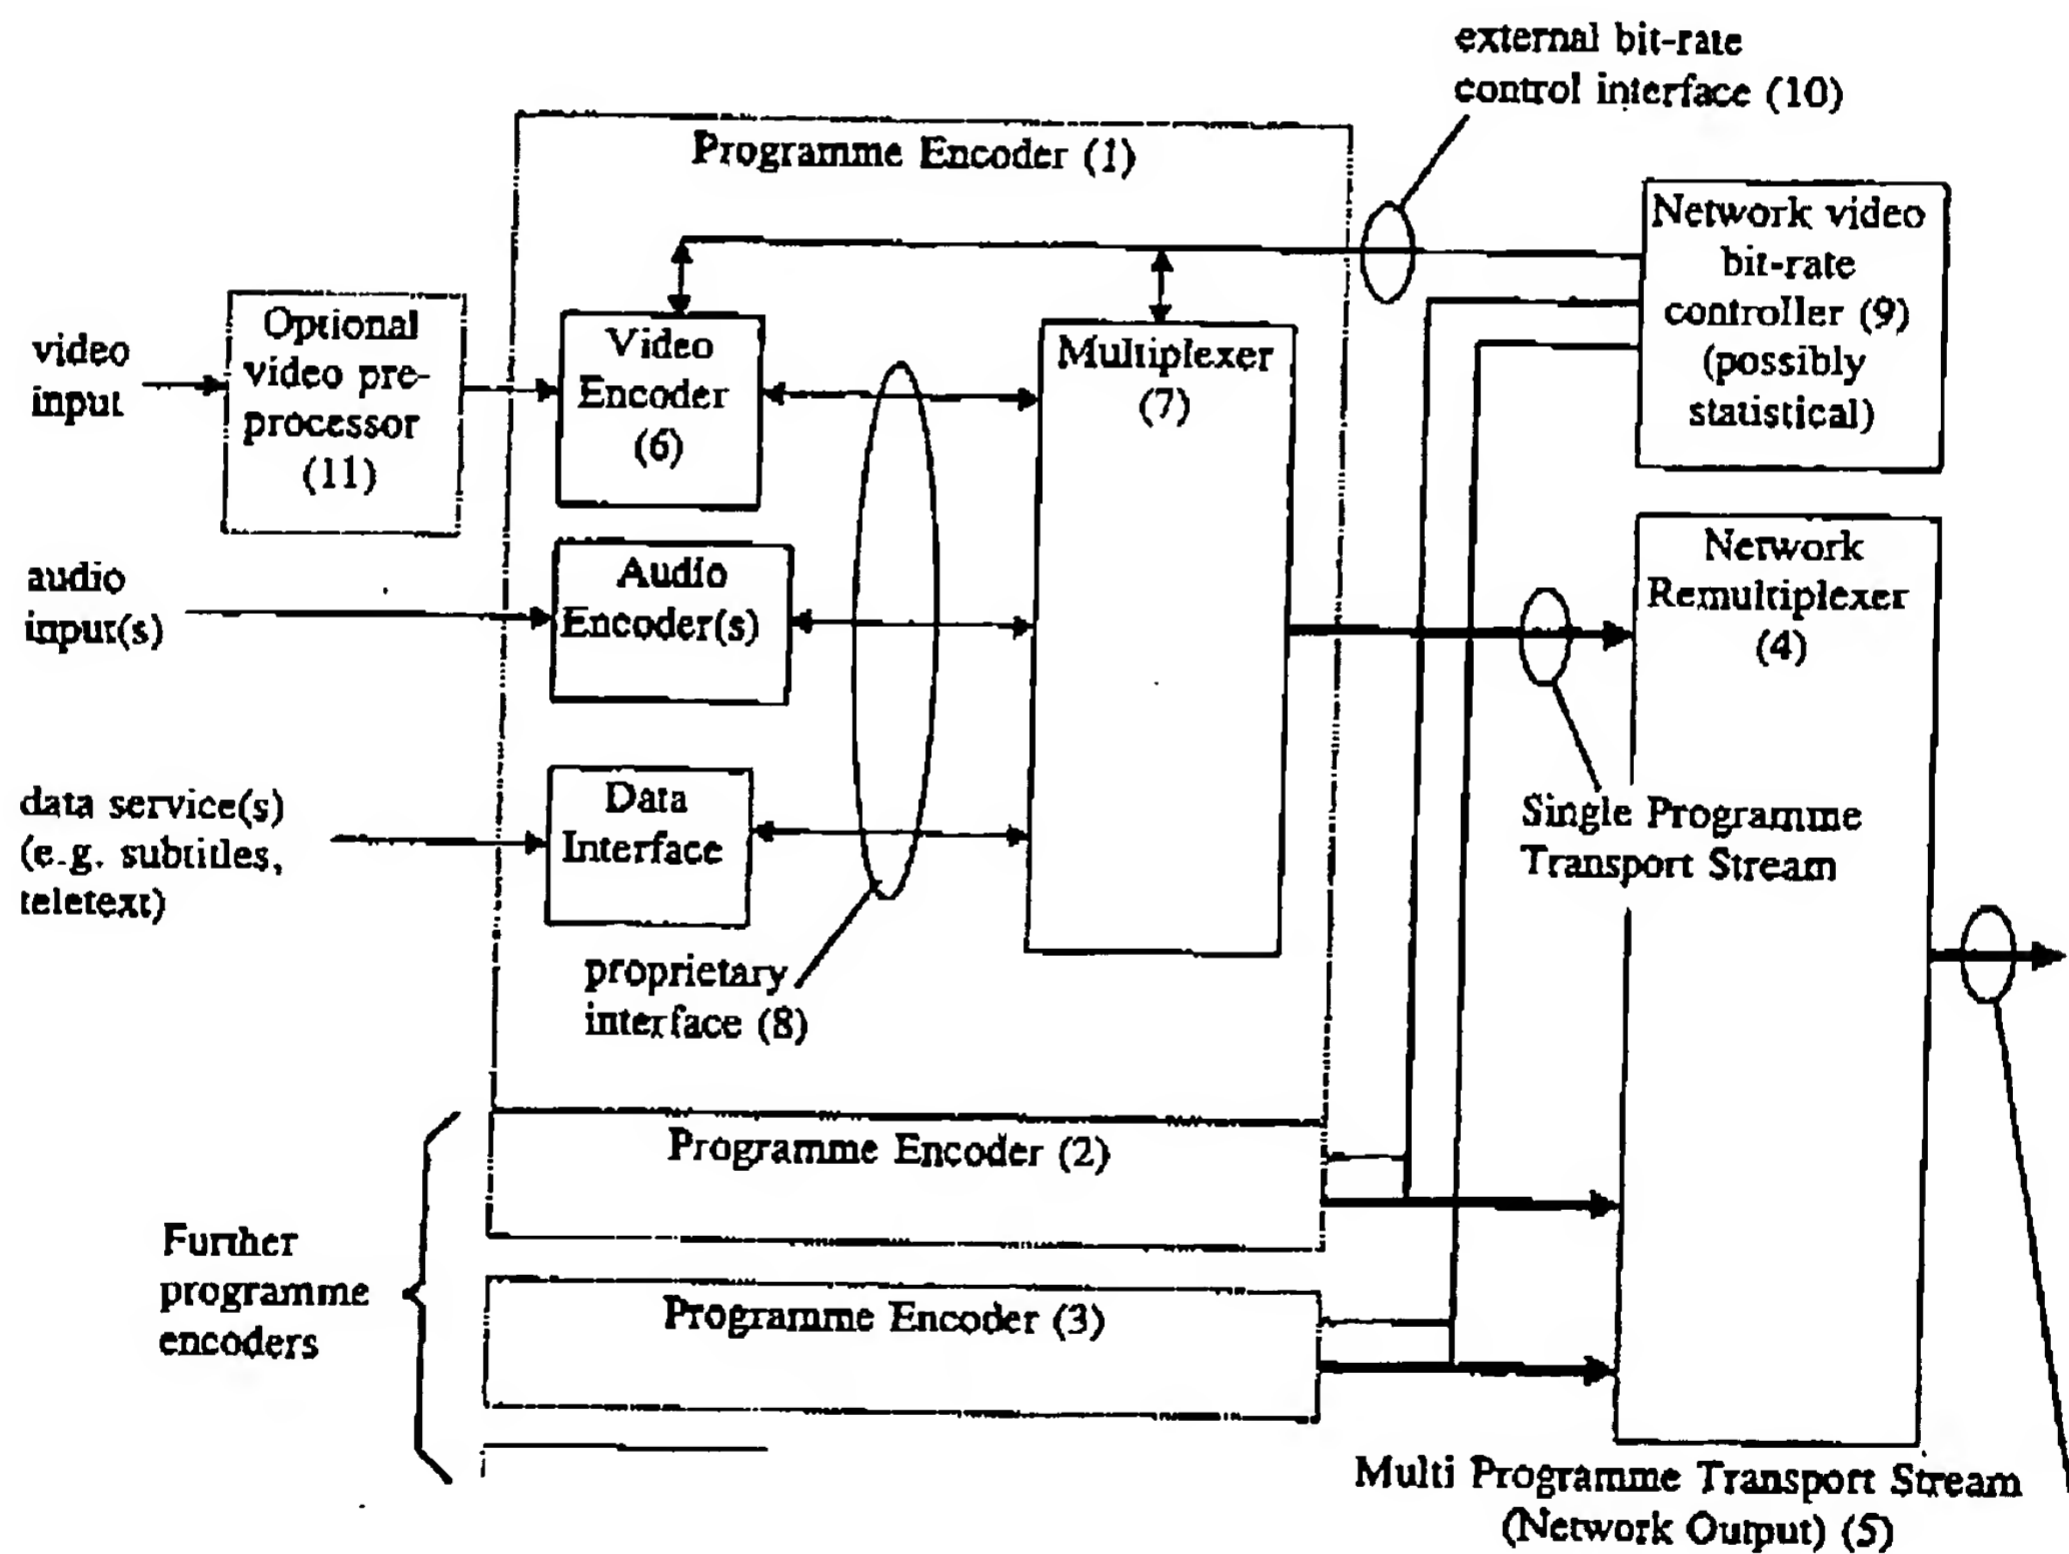 external bit-rate
control interface (10)
Programme Encoder (1)
Network video
bit-rate
controller (9)
(possibly
statistical)
Optional
video pre-
processor
(11)
video
input
Video
Encoder
(6)
Multiplexer
(7)
Network
Remultiplexer
(4)
audio
input(s)
Audio
Encoder(s)
data service(s)
(e.g. subtitles,
teletext)
Data
Interface
Single Programme
Transport Stream
proprietary
interface (8)
Programme Encoder (2)
Further
programme
encoders
Programme Encoder (3)
Multi Programme Transport Stream
(Network Output) (5)